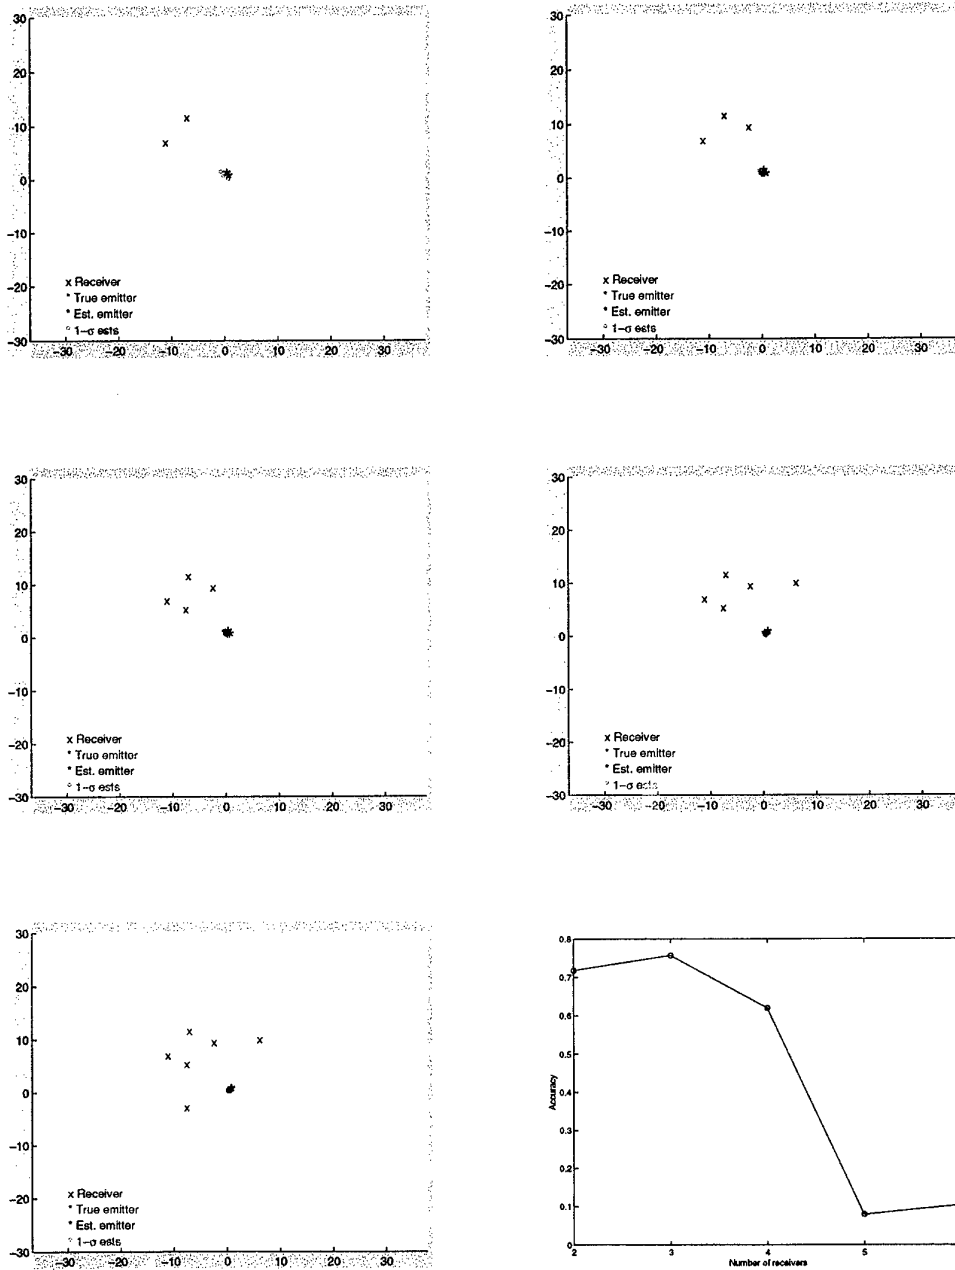 30
20
10
0
−10
−20
−30
x Receiver
* True emitter
* Est. emitter
° 1−σ ests
−30 −20 −10 0 10 20 30
30
20
10
0
−10
−20
−30
x Receiver
* True emitter
* Est. emitter
° 1−σ ests
−30 −20 −10 0 10 20 30
30
20
10
0
−10
−20
−30
x Receiver
* True emitter
* Est. emitter
° 1−σ ests
−30 −20 −10 0 10 20 30
30
20
10
0
−10
−20
−30
x Receiver
* True emitter
* Est. emitter
° 1−σ ests
−30 −20 −10 0 10 20 30
30
20
10
0
−10
−20
−30
x Receiver
* True emitter
* Est. emitter
° 1−σ ests
−30 −20 −10 0 10 20 30
0.8
0.7
0.6
0.5
0.4
0.3
0.2
0.1
0
Accuracy
2 3 4 5
Number of receivers